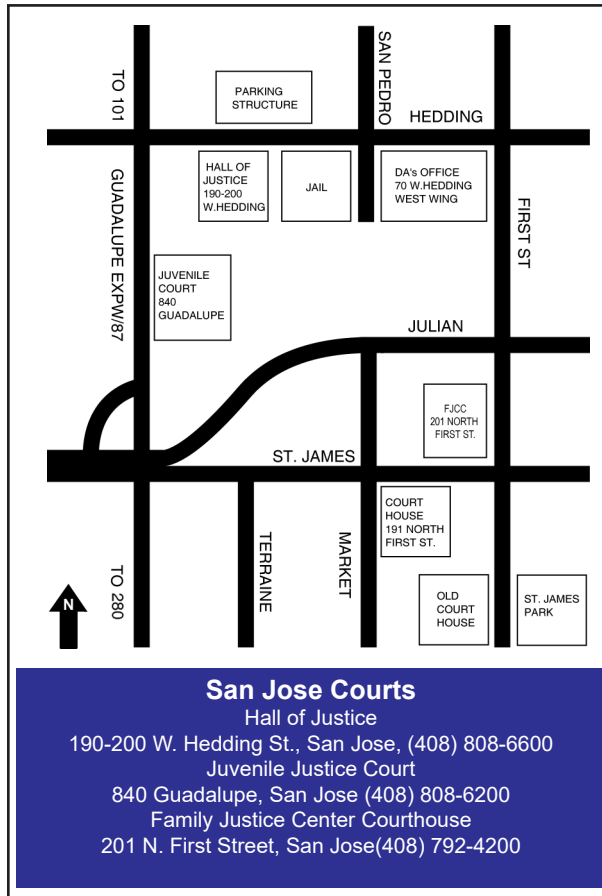 TO 101
SAN PEDRO
PARKING
STRUCTURE
HEDDING
HALL OF
JUSTICE
190-200
W.HEDDING
JAIL
DA's OFFICE
70 W.HEDDING
WEST WING
GUADALUPE EXPW/87
FIRST ST
JUVENILE
COURT
840
GUADALUPE
JULIAN
FJCC
201 NORTH
FIRST ST.
ST. JAMES
COURT
HOUSE
191 NORTH
FIRST ST.
TERRAINE
MARKET
TO 280
N
OLD
COURT
HOUSE
ST. JAMES
PARK
San Jose Courts
Hall of Justice
190-200 W. Hedding St., San Jose, (408) 808-6600
Juvenile Justice Court
840 Guadalupe, San Jose (408) 808-6200
Family Justice Center Courthouse
201 N. First Street, San Jose(408) 792-4200